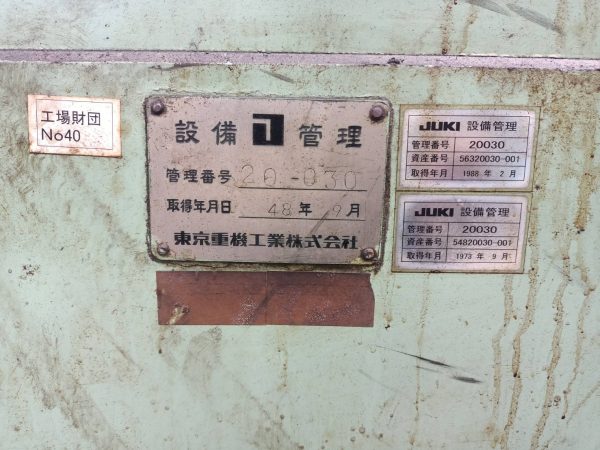 工場財団
No40
設備 管理
管理番号 20-030
取得年月日 48年 9月
東京重機工業株式会社
JUKI 設備管理
管理番号 20030
資産番号 56320030-001
取得年月 1988 年 2月
JUKI 設備管理
管理番号 20030
資産番号 54820030-001
取得年月 1973 年 9月